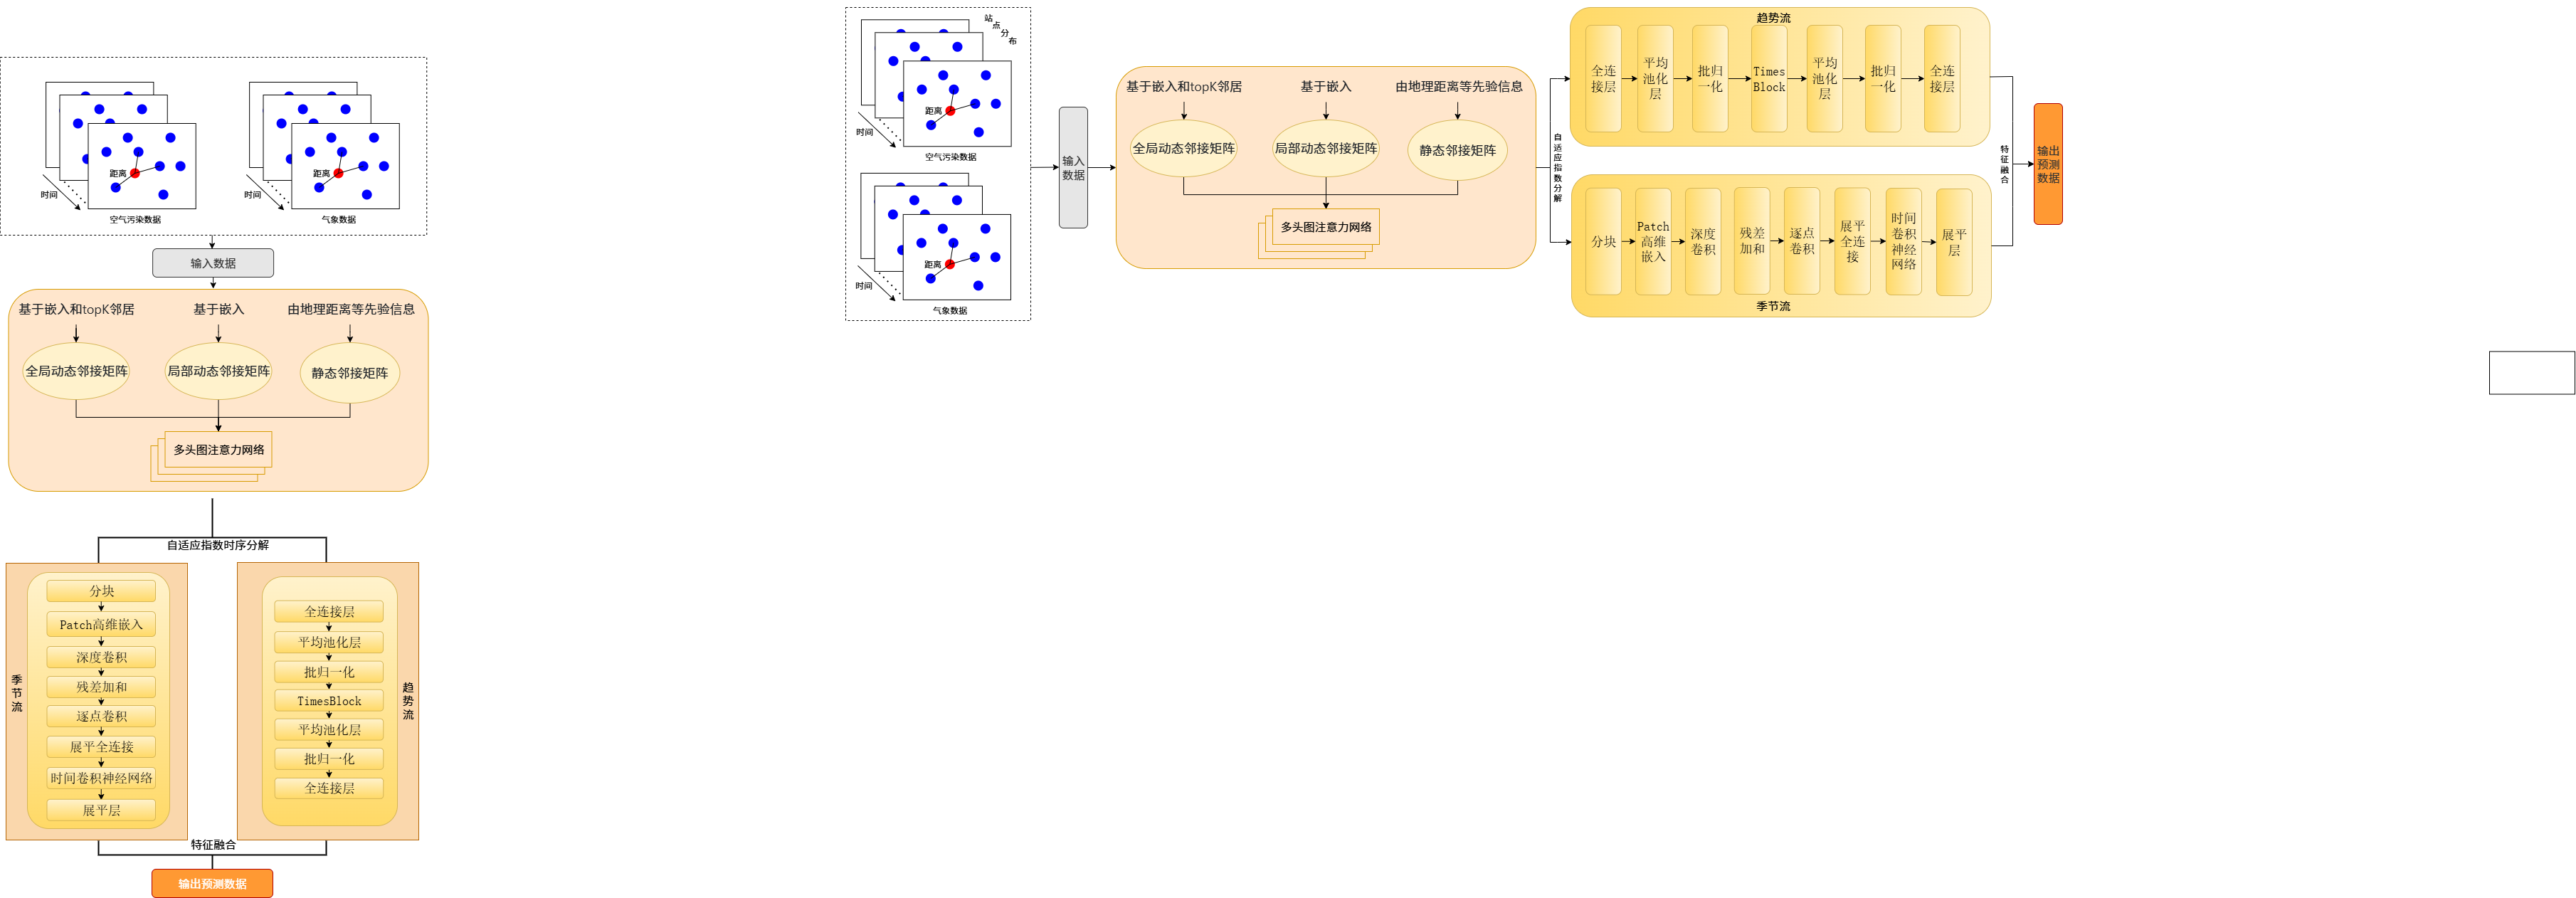 距离
时间
空气污染数据
距离
时间
气象数据
输入数据
基于嵌入和topK邻居
基于嵌入
由地理距离等先验信息
全局动态邻接矩阵
局部动态邻接矩阵
静态邻接矩阵
多头图注意力网络
自适应指数时序分解
季
节
流
分块
Patch高维嵌入
深度卷积
残差加和
逐点卷积
展平全连接
时间卷积神经网络
展平层
全连接层
平均池化层
批归一化
TimesBlock
平均池化层
批归一化
全连接层
趋
势
流
特征融合
输出预测数据
站
点
分
布
距离
时间
空气污染数据
距离
时间
气象数据
输入
数据
基于嵌入和topK邻居
基于嵌入
由地理距离等先验信息
全局动态邻接矩阵
局部动态邻接矩阵
静态邻接矩阵
多头图注意力网络
自
适
应
指
数
分
解
趋势流
全连
接层
平均
池化
层
批归
一化
Times
Block
平均
池化
层
批归
一化
全连
接层
分块
Patch
高维
嵌入
深度
卷积
残差
加和
逐点
卷积
展平
全连
接
时间
卷积
神经
网络
展平
层
季节流
特
征
融
合
输出
预测
数据